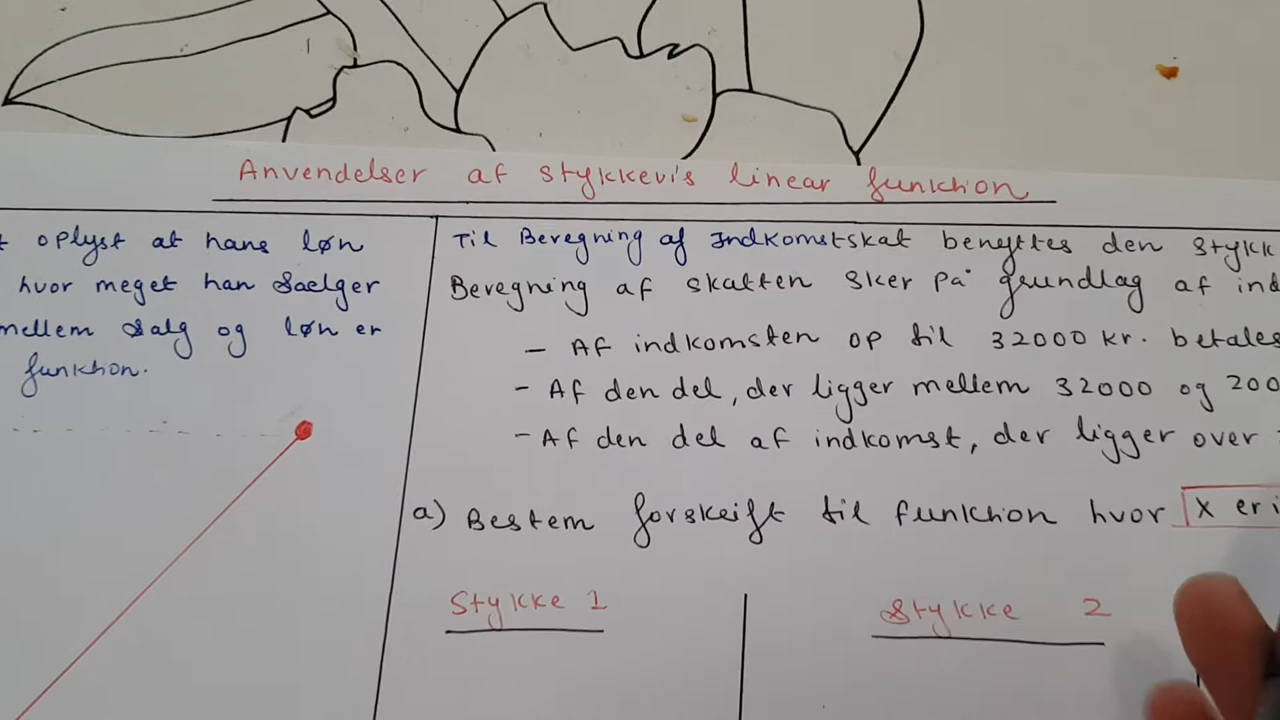 Anvendelser af stykkevis linear funktion
oplyst at hans løn
hvor meget han saelger
mellem salg og løn er
funktion.
Til Beregning af Indkomstskat benyttes den stykk
Beregning af skatten sker på grundlag af ind
- Af indkomsten op til 32000 kr. betales
- Af den del, der ligger mellem 32000 og 200
- Af den del af indkomst, der ligger over
a) Bestem forskrift til funktion hvor x er i
Stykke 1
Stykke 2